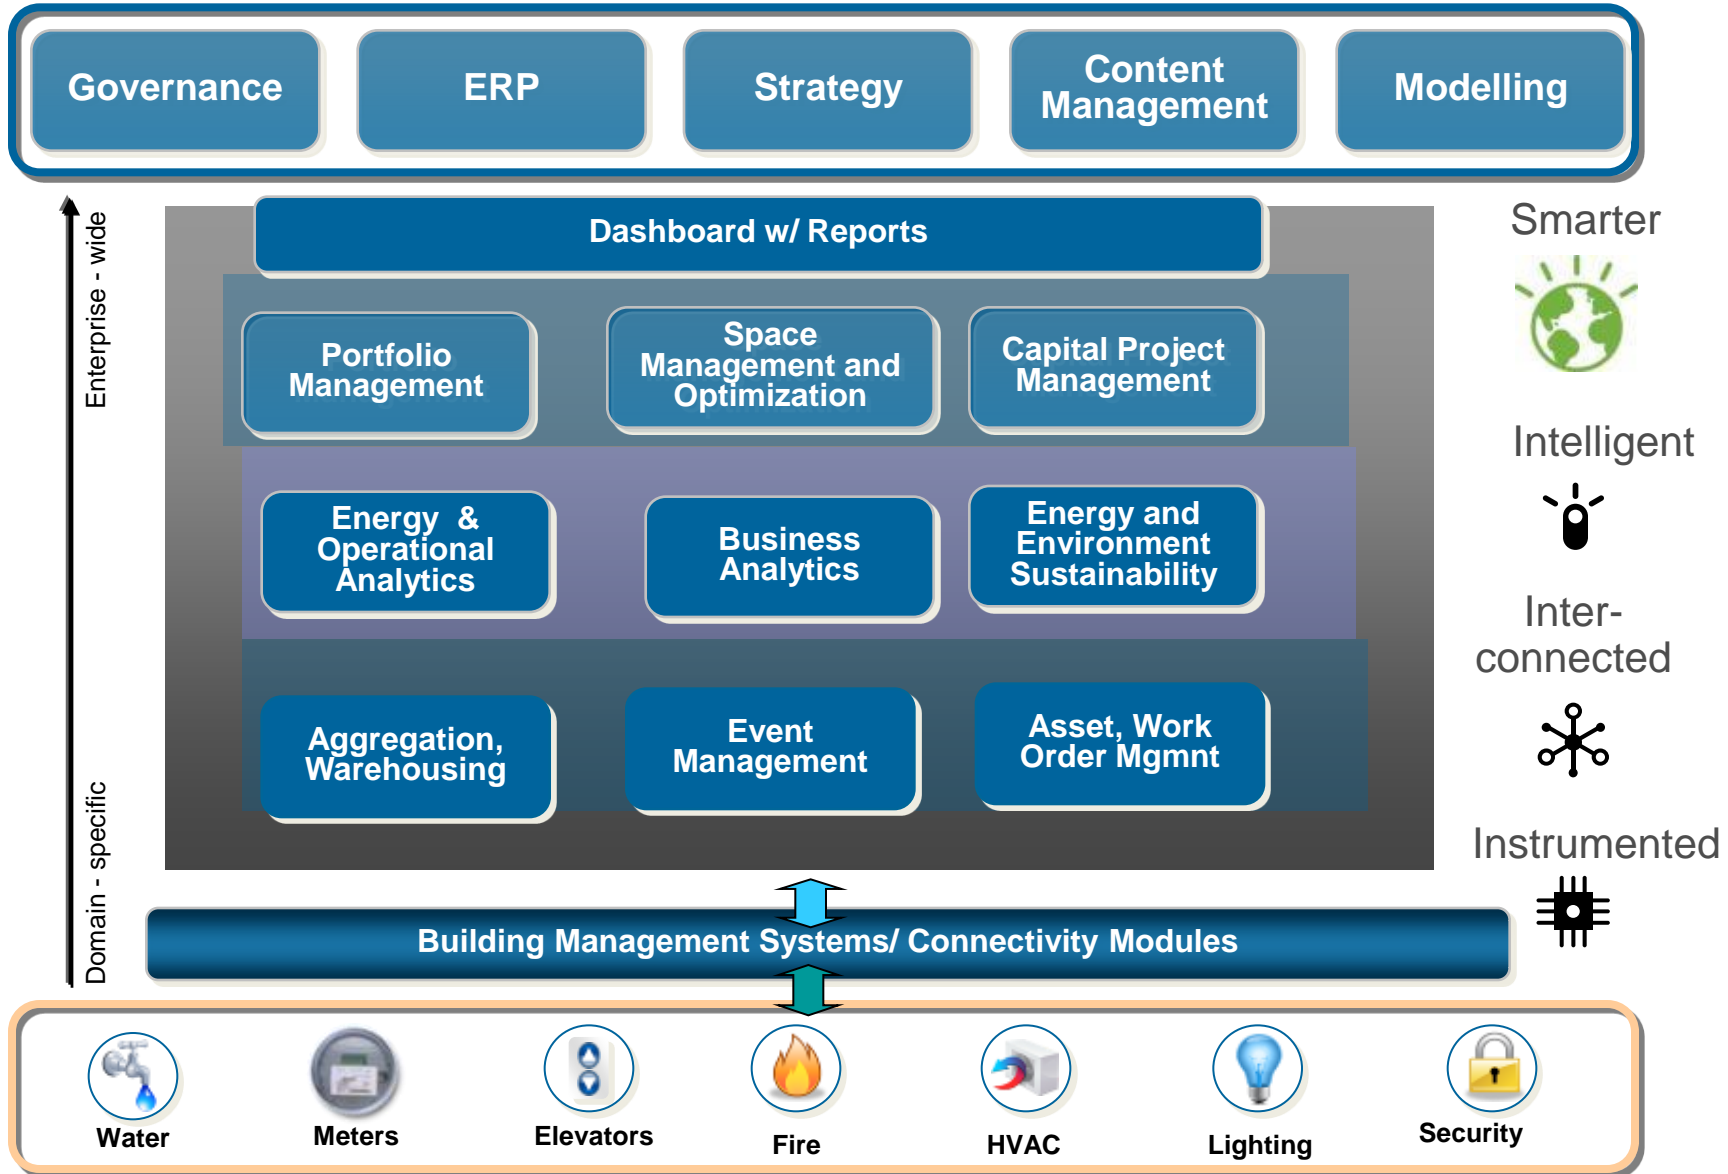 Governance
ERP
Strategy
Content
Management
Modelling
Enterprise - wide
Dashboard w/ Reports
Smarter
Portfolio
Management
Space
Management and
Optimization
Capital Project
Management
Intelligent
Energy  &
Operational
Analytics
Business
Analytics
Energy and
Environment
Sustainability
Inter-
connected
Aggregation,
Warehousing
Event
Management
Asset, Work
Order Mgmnt
Domain - specific
Instrumented
Building Management Systems/ Connectivity Modules
Water
Meters
Elevators
Fire
HVAC
Lighting
Security